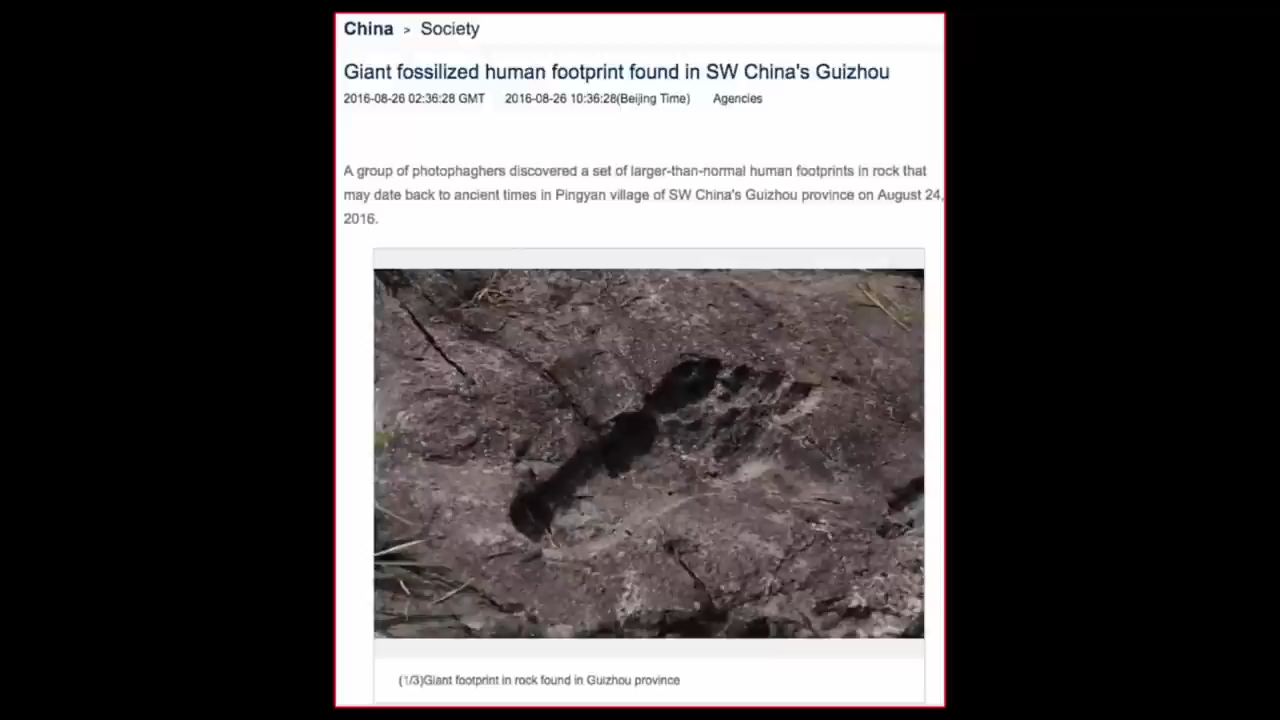 China > Society
Giant fossilized human footprint found in SW China's Guizhou
2016-08-26 02:36:28 GMT 2016-08-26 10:36:28(Beijing Time) Agencies
A group of photophaghers discovered a set of larger-than-normal human footprints in rock that
may date back to ancient times in Pingyan village of SW China's Guizhou province on August 24,
2016.
(1/3)Giant footprint in rock found in Guizhou province